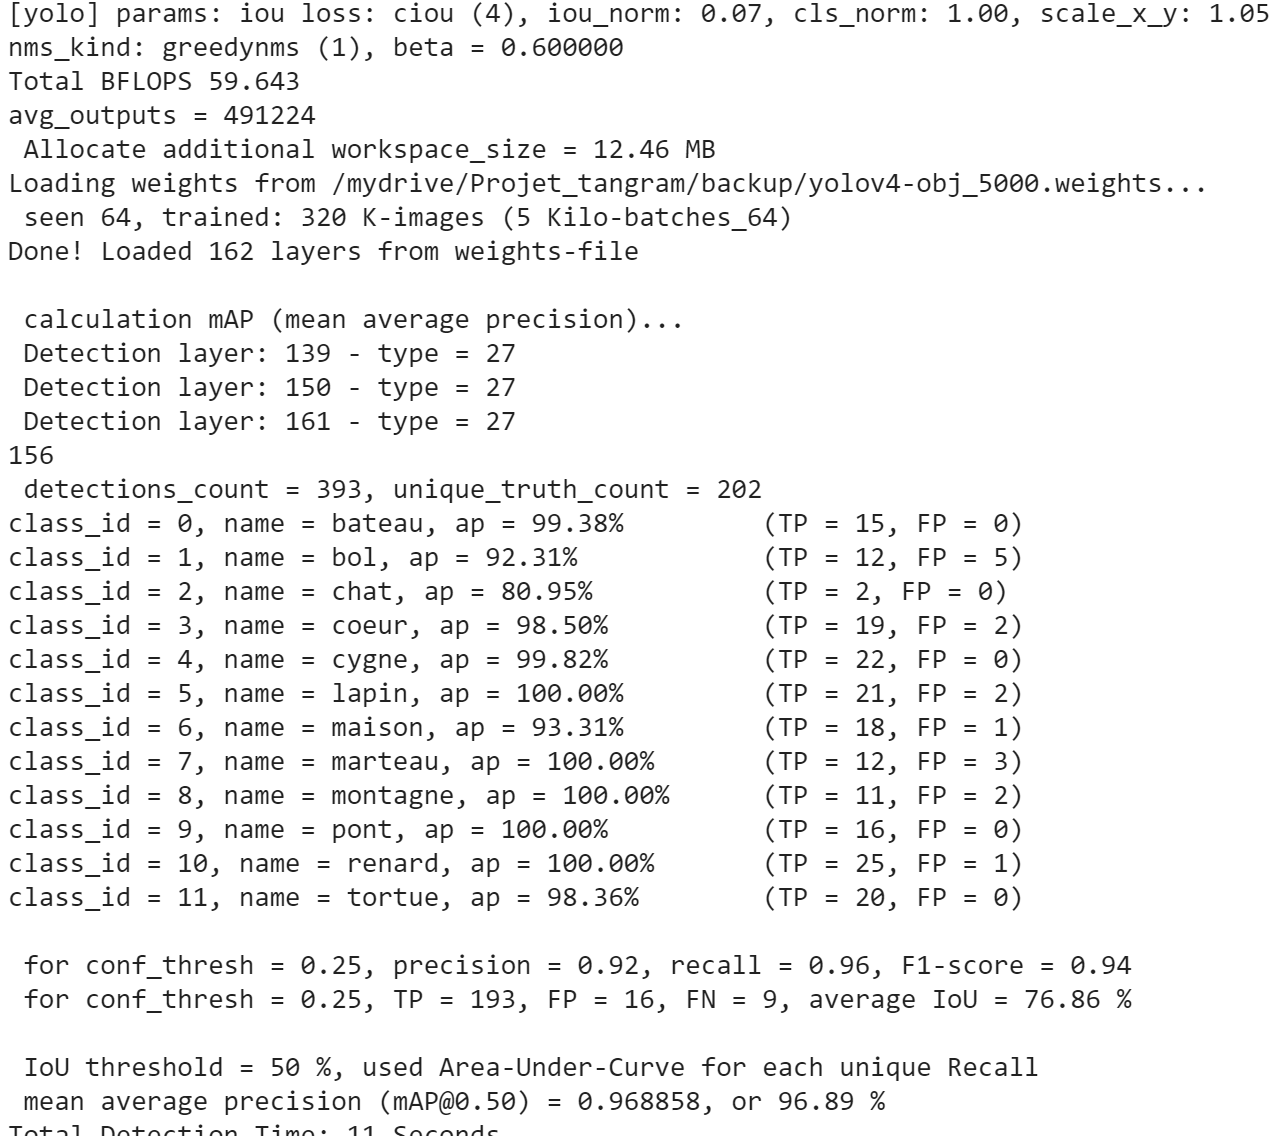 [yolo] params: iou loss: ciou (4), iou_norm: 0.07, cls_norm: 1.00, scale_x_y: 1.05
nms_kind: greedynms (1), beta = 0.600000
Total BFLOPS 59.643
avg_outputs = 491224
 Allocate additional workspace_size = 12.46 MB
Loading weights from /mydrive/Projet_tangram/backup/yolov4-obj_5000.weights...
 seen 64, trained: 320 K-images (5 Kilo-batches_64)
Done! Loaded 162 layers from weights-file
 calculation mAP (mean average precision)...
 Detection layer: 139 - type = 27
 Detection layer: 150 - type = 27
 Detection layer: 161 - type = 27
156
 detections_count = 393, unique_truth_count = 202
class_id = 0, name = bateau, ap = 99.38% (TP = 15, FP = 0)
class_id = 1, name = bol, ap = 92.31% (TP = 12, FP = 5)
class_id = 2, name = chat, ap = 80.95% (TP = 2, FP = 0)
class_id = 3, name = coeur, ap = 98.50% (TP = 19, FP = 2)
class_id = 4, name = cygne, ap = 99.82% (TP = 22, FP = 0)
class_id = 5, name = lapin, ap = 100.00% (TP = 21, FP = 2)
class_id = 6, name = maison, ap = 93.31% (TP = 18, FP = 1)
class_id = 7, name = marteau, ap = 100.00% (TP = 12, FP = 3)
class_id = 8, name = montagne, ap = 100.00% (TP = 11, FP = 2)
class_id = 9, name = pont, ap = 100.00% (TP = 16, FP = 0)
class_id = 10, name = renard, ap = 100.00% (TP = 25, FP = 1)
class_id = 11, name = tortue, ap = 98.36% (TP = 20, FP = 0)
 for conf_thresh = 0.25, precision = 0.92, recall = 0.96, F1-score = 0.94
 for conf_thresh = 0.25, TP = 193, FP = 16, FN = 9, average IoU = 76.86 %
 IoU threshold = 50 %, used Area-Under-Curve for each unique Recall
 mean average precision (mAP@0.50) = 0.968858, or 96.89 %
Total Detection Time: 11 Seconds